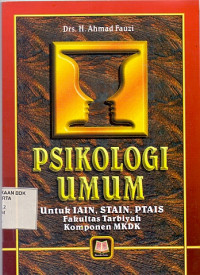 Drs. H. Ahmad Fauzi
PSIKOLOGI
UMUM
Untuk IAIN, STAIN, PTAIS
Fakultas Tarbiyah
Komponen MKDK